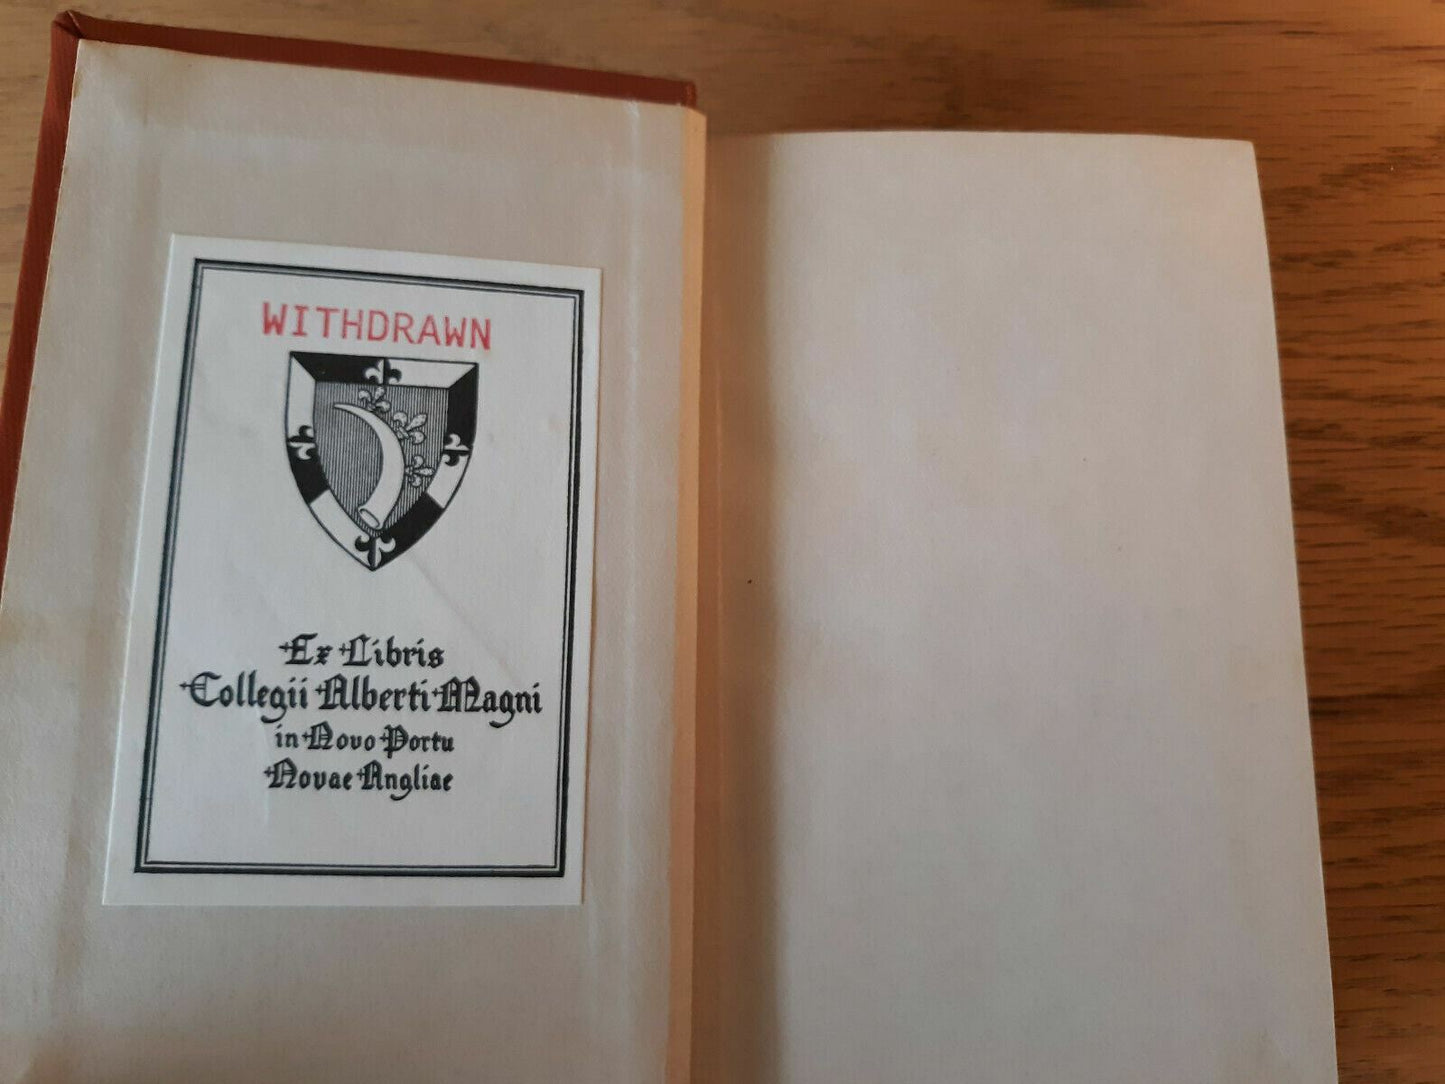 WITHDRAWN
Ex Libris
Collegii Alberti Magni
in Novo Portu
Novae Angliae